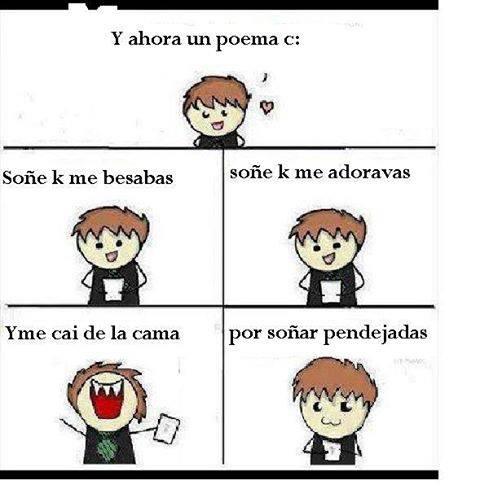 Y ahora un poema c:
Soñe k me besabas
soñe k me adoravas
Yme cai de la cama
por soñar pendejadas